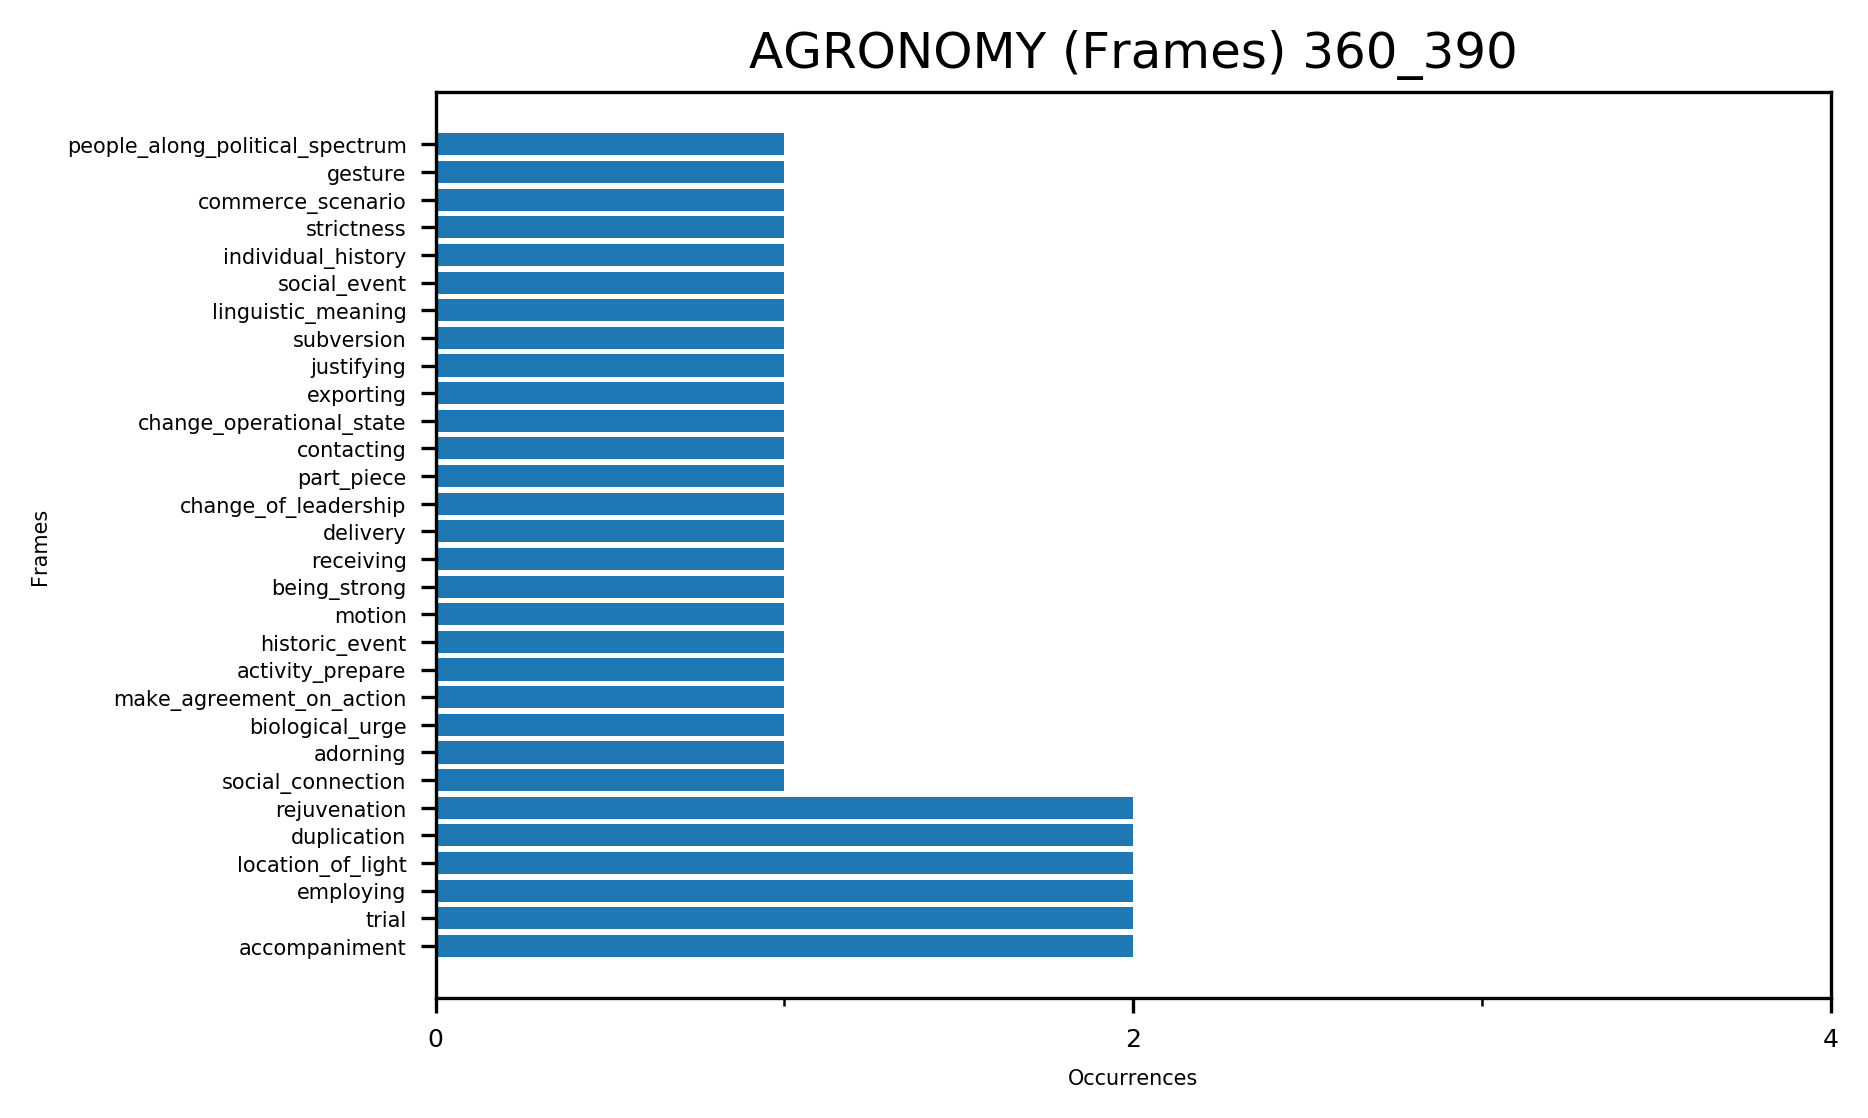 AGRONOMY (Frames) 360_390
people_along_political_spectrum
gesture
commerce_scenario
strictness
individual_history
social_event
linguistic_meaning
subversion
justifying
exporting
change_operational_state
contacting
part_piece
change_of_leadership
delivery
receiving
being_strong
motion
historic_event
activity_prepare
make_agreement_on_action
biological_urge
adorning
social_connection
rejuvenation
duplication
location_of_light
employing
trial
accompaniment
Frames
0 2 4
Occurrences